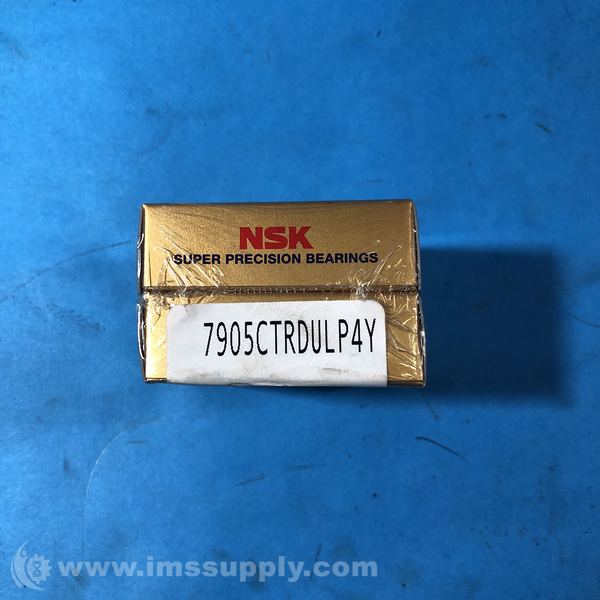 NSK
SUPER PRECISION BEARINGS
7905CTRDULP4Y
www.imssupply.com